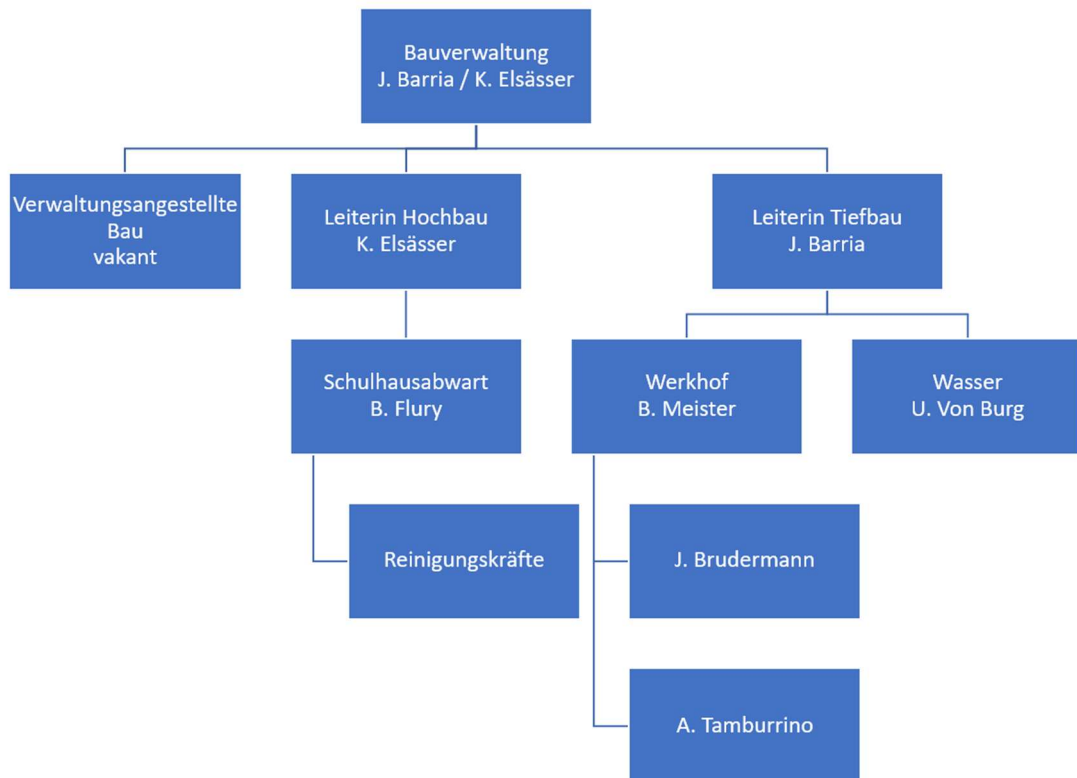 Bauverwaltung
J. Barria / K. Elsässer
Verwaltungsangestellte
Bau
vakant
Leiterin Hochbau
K. Elsässer
Leiterin Tiefbau
J. Barria
Schulhausabwart
B. Flury
Werkhof
B. Meister
Wasser
U. Von Burg
Reinigungskräfte
J. Brudermann
A. Tamburrino